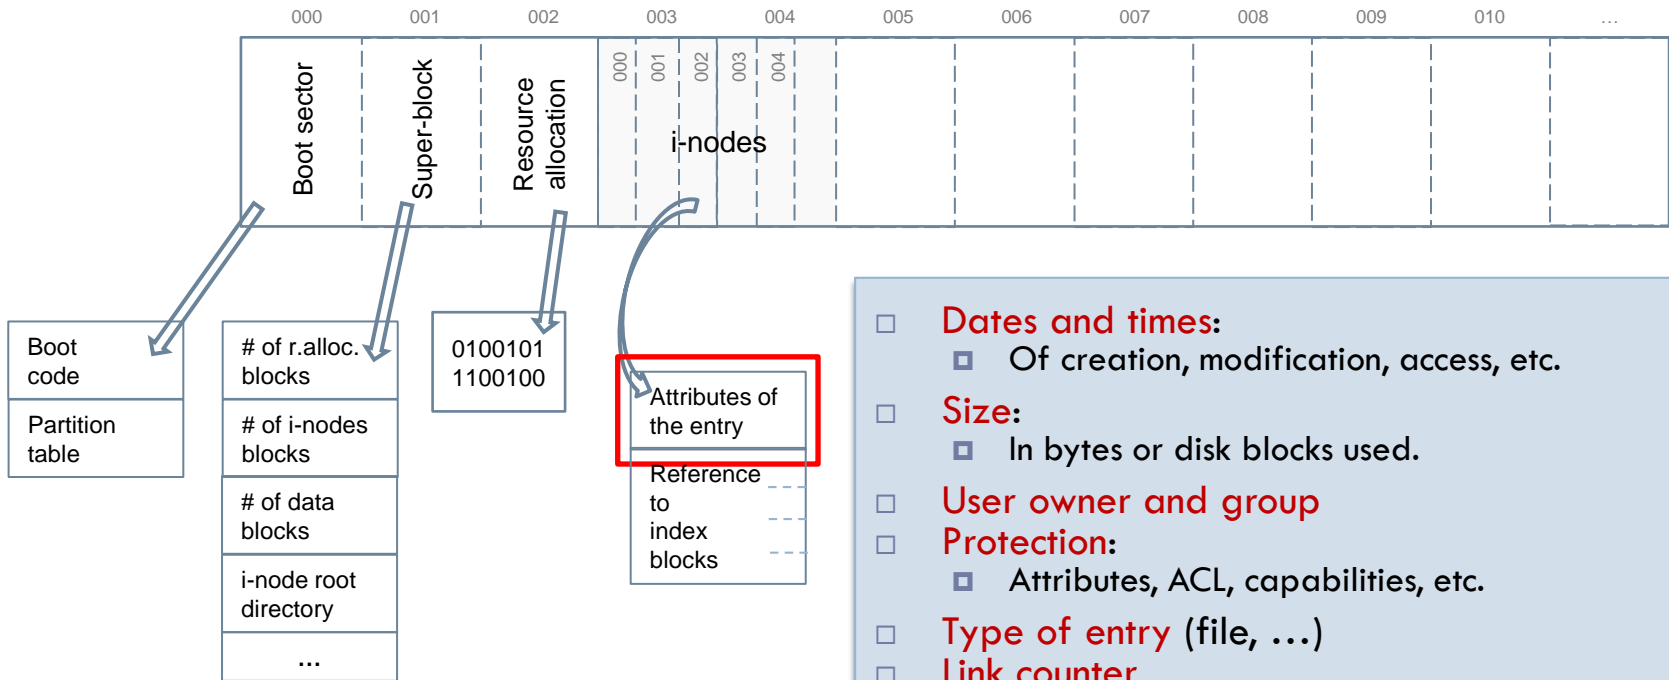 000 001 002 003 004 005 006 007 008 009 010 ...
Boot sector
Super-block
Resource
allocation
000 001 002 003 004
i-nodes
Boot
code
Partition
table
# of r.alloc.
blocks
# of i-nodes
blocks
# of data
blocks
i-node root
directory
...
0100101
1100100
Attributes of
the entry
Reference
to
index
blocks
Dates and times:
Of creation, modification, access, etc.
Size:
In bytes or disk blocks used.
User owner and group
Protection:
Attributes, ACL, capabilities, etc.
Type of entry (file, ...)
Link counter